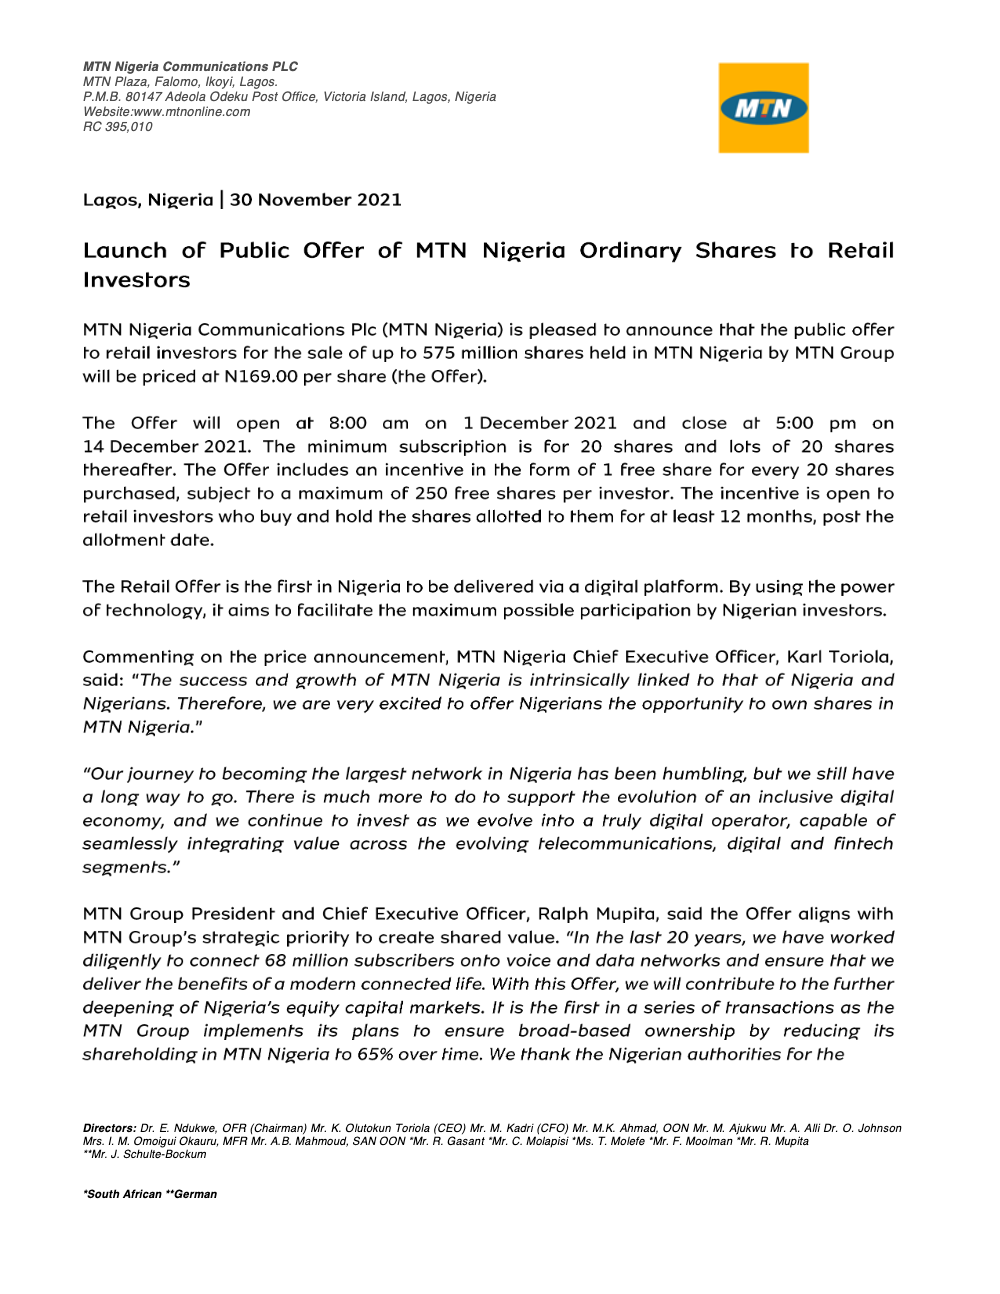 MTN Nigeria Communications PLC
MTN Plaza, Falomo, Ikoyi, Lagos.
P.M.B. 80147 Adeola Odeku Post Office, Victoria Island, Lagos, Nigeria
Website:www.mtnonline.com
RC 395,010
MTN
Lagos, Nigeria | 30 November 2021
Launch of Public Offer of MTN Nigeria Ordinary Shares to Retail
Investors
MTN Nigeria Communications Plc (MTN Nigeria) is pleased to announce that the public offer
to retail investors for the sale of up to 575 million shares held in MTN Nigeria by MTN Group
will be priced at N169.00 per share (the Offer).
The Offer will open at 8:00 am on 1 December 2021 and close at 5:00 pm on
14 December 2021. The minimum subscription is for 20 shares and lots of 20 shares
thereafter. The Offer includes an incentive in the form of 1 free share for every 20 shares
purchased, subject to a maximum of 250 free shares per investor. The incentive is open to
retail investors who buy and hold the shares allotted to them for at least 12 months, post the
allotment date.
The Retail Offer is the first in Nigeria to be delivered via a digital platform. By using the power
of technology, it aims to facilitate the maximum possible participation by Nigerian investors.
Commenting on the price announcement, MTN Nigeria Chief Executive Officer, Karl Toriola,
said: “The success and growth of MTN Nigeria is intrinsically linked to that of Nigeria and
Nigerians. Therefore, we are very excited to offer Nigerians the opportunity to own shares in
MTN Nigeria.”
“Our journey to becoming the largest network in Nigeria has been humbling, but we still have
a long way to go. There is much more to do to support the evolution of an inclusive digital
economy, and we continue to invest as we evolve into a truly digital operator, capable of
seamlessly integrating value across the evolving telecommunications, digital and fintech
segments.”
MTN Group President and Chief Executive Officer, Ralph Mupita, said the Offer aligns with
MTN Group’s strategic priority to create shared value. “In the last 20 years, we have worked
diligently to connect 68 million subscribers onto voice and data networks and ensure that we
deliver the benefits of a modern connected life. With this Offer, we will contribute to the further
deepening of Nigeria’s equity capital markets. It is the first in a series of transactions as the
MTN Group implements its plans to ensure broad-based ownership by reducing its
shareholding in MTN Nigeria to 65% over time. We thank the Nigerian authorities for the
Directors: Dr. E. Ndukwe, OFR (Chairman) Mr. K. Olutokun Toriola (CEO) Mr. M. Kadri (CFO) Mr. M.K. Ahmad, OON Mr. M. Ajukwu Mr. A. Alli Dr. O. Johnson
Mrs. I. M. Omoigui Okauru, MFR Mr. A.B. Mahmoud, SAN OON *Mr. R. Gasant *Mr. C. Molapisi *Ms. T. Molefe *Mr. F. Moolman *Mr. R. Mupita
**Mr. J. Schulte-Bockum
*South African **German